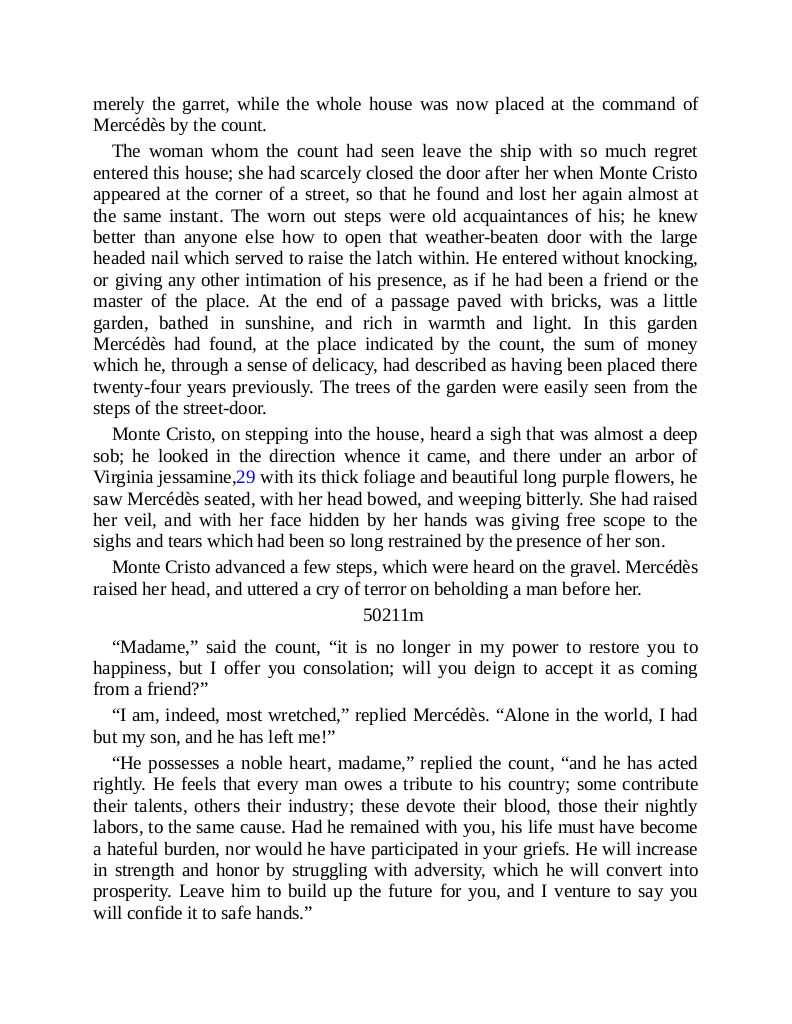 merely the garret, while the whole house was now placed at the command of
Mercédès by the count.
The woman whom the count had seen leave the ship with so much regret
entered this house; she had scarcely closed the door after her when Monte Cristo
appeared at the corner of a street, so that he found and lost her again almost at
the same instant. The worn out steps were old acquaintances of his; he knew
better than anyone else how to open that weather-beaten door with the large
headed nail which served to raise the latch within. He entered without knocking,
or giving any other intimation of his presence, as if he had been a friend or the
master of the place. At the end of a passage paved with bricks, was a little
garden, bathed in sunshine, and rich in warmth and light. In this garden
Mercédès had found, at the place indicated by the count, the sum of money
which he, through a sense of delicacy, had described as having been placed there
twenty-four years previously. The trees of the garden were easily seen from the
steps of the street-door.
Monte Cristo, on stepping into the house, heard a sigh that was almost a deep
sob; he looked in the direction whence it came, and there under an arbor of
Virginia jessamine,29 with its thick foliage and beautiful long purple flowers, he
saw Mercédès seated, with her head bowed, and weeping bitterly. She had raised
her veil, and with her face hidden by her hands was giving free scope to the
sighs and tears which had been so long restrained by the presence of her son.
Monte Cristo advanced a few steps, which were heard on the gravel. Mercédès
raised her head, and uttered a cry of terror on beholding a man before her.
50211m
“Madame,” said the count, “it is no longer in my power to restore you to
happiness, but I offer you consolation; will you deign to accept it as coming
from a friend?”
“I am, indeed, most wretched,” replied Mercédès. “Alone in the world, I had
but my son, and he has left me!”
“He possesses a noble heart, madame,” replied the count, “and he has acted
rightly. He feels that every man owes a tribute to his country; some contribute
their talents, others their industry; these devote their blood, those their nightly
labors, to the same cause. Had he remained with you, his life must have become
a hateful burden, nor would he have participated in your griefs. He will increase
in strength and honor by struggling with adversity, which he will convert into
prosperity. Leave him to build up the future for you, and I venture to say you
will confide it to safe hands.”